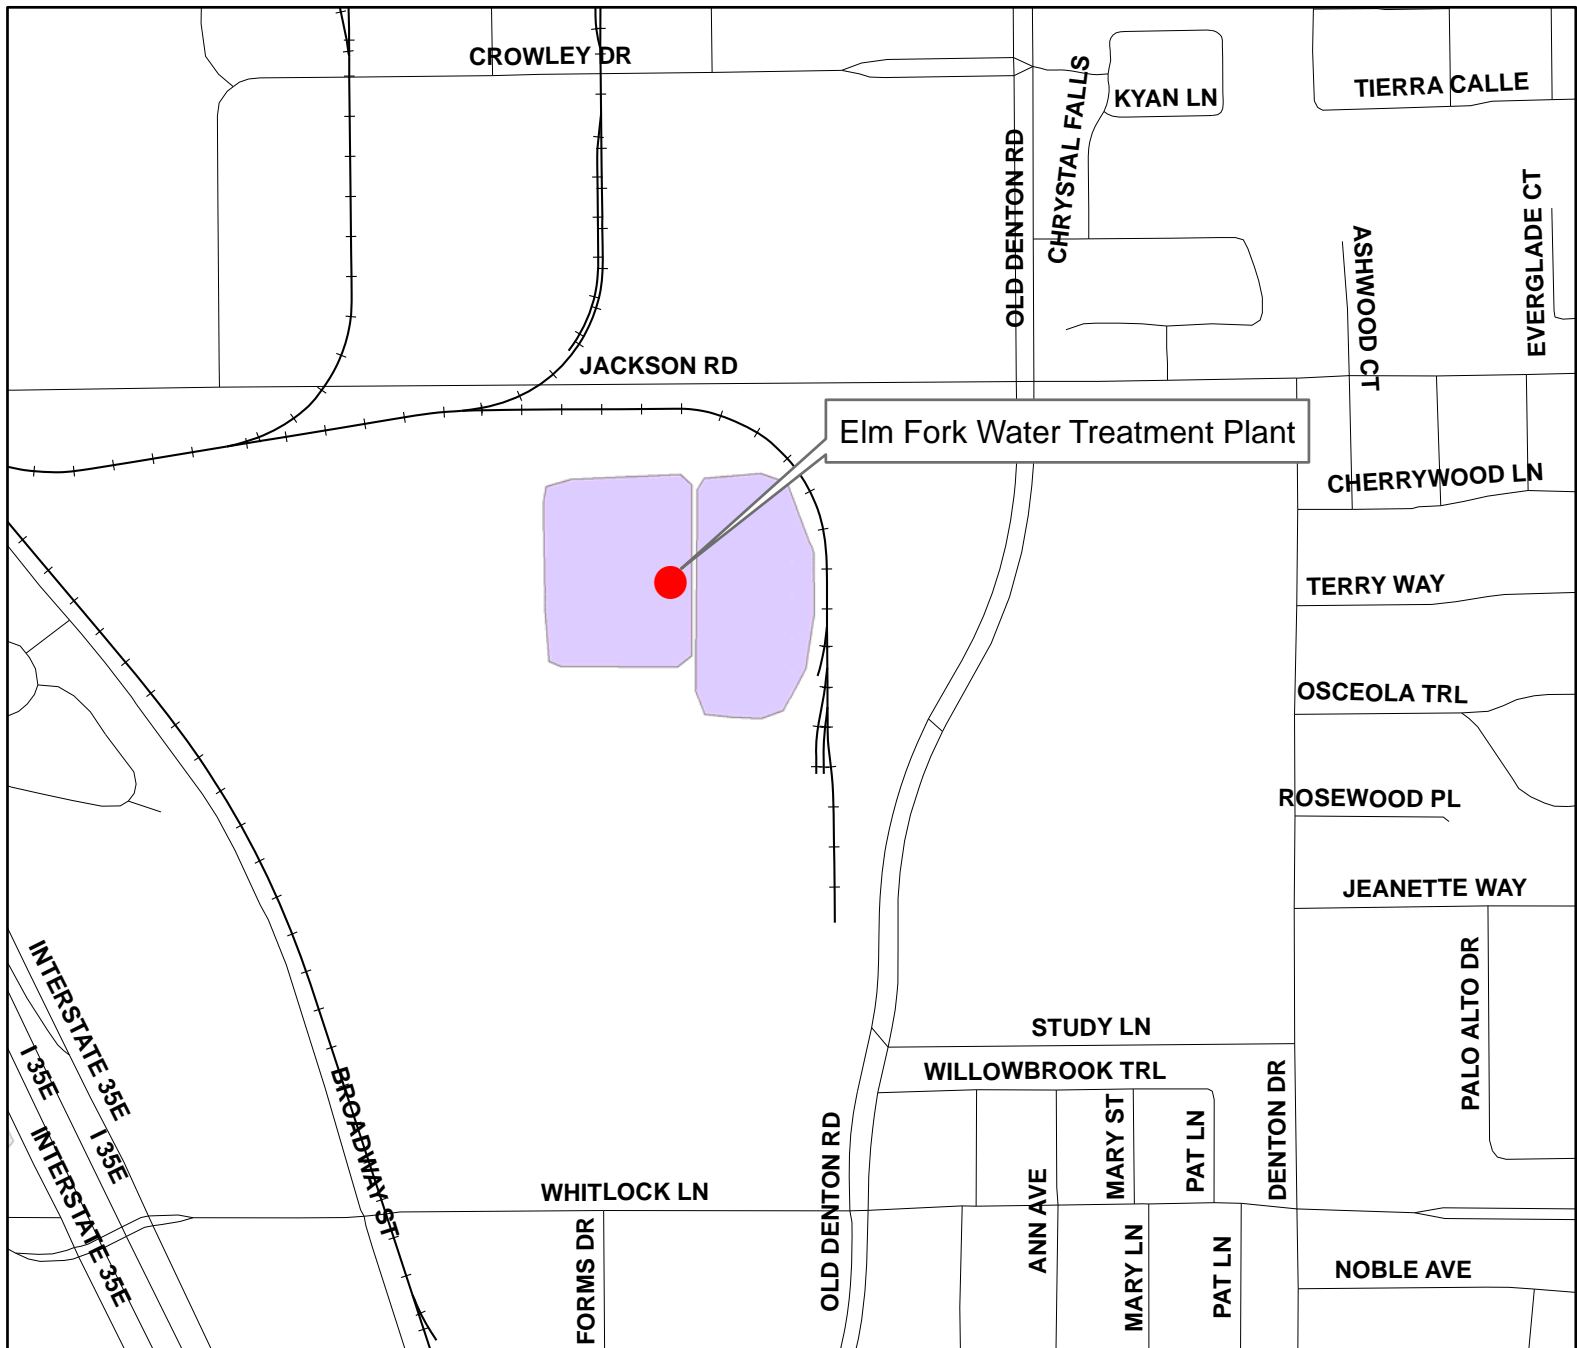 CROWLEY DR
CHRYSTAL FALLS
KYAN LN
TIERRA CALLE
OLD DENTON RD
EVERGLADE CT
ASHWOOD CT
JACKSON RD
Elm Fork Water Treatment Plant
CHERRYWOOD LN
TERRY WAY
OSCEOLA TRL
ROSEWOOD PL
JEANETTE WAY
INTERSTATE 35E
PALO ALTO DR
STUDY LN
I 35E
WILLOWBROOK TRL
BROADWAY ST
DENTON DR
MARY ST
PAT LN
I 35E
INTERSTATE 35E
OLD DENTON RD
WHITLOCK LN
ANN AVE
FORMS DR
MARY LN
PAT LN
NOBLE AVE